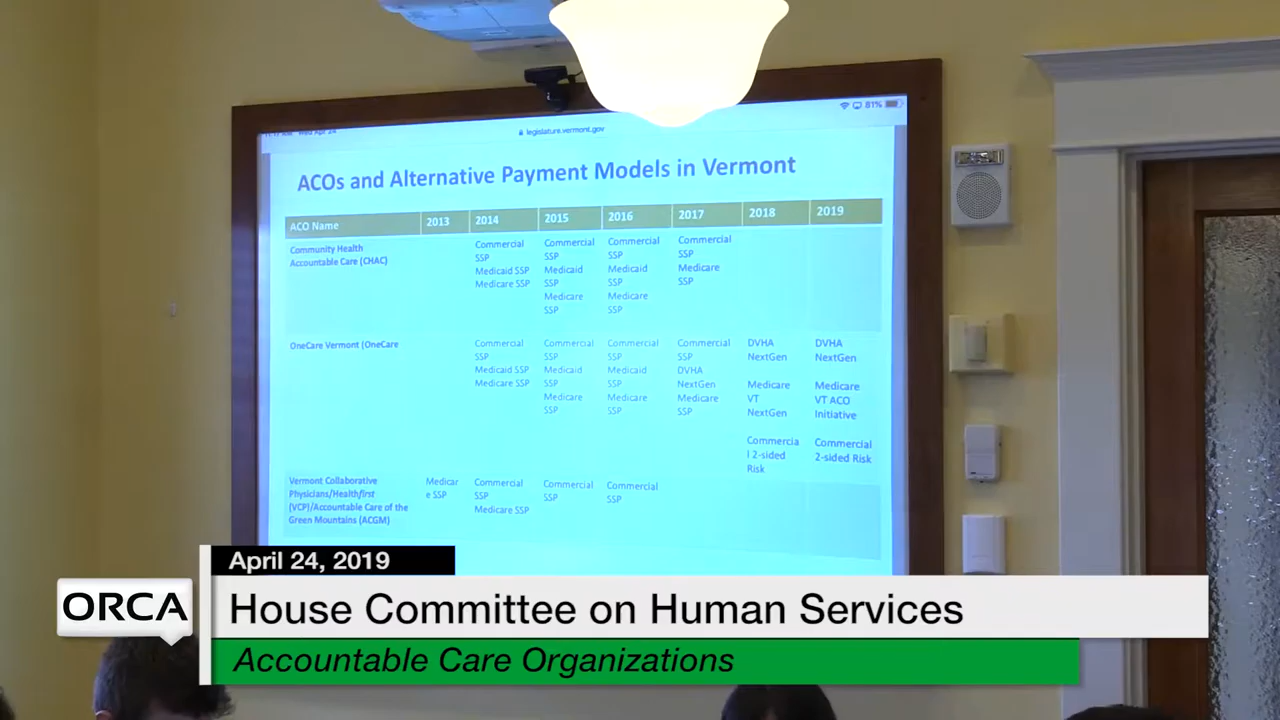 81%
legislature.vermont.gov
ACOs and Alternative Payment Models in Vermont
ACO Name 2013 2014 2015 2016 2017 2018 2019
Community Health
Accountable Care (CHAC)
Commercial
SSP
Medicaid SSP
Medicare SSP
Commercial
SSP
Medicaid
SSP
Medicare
SSP
Commercial
SSP
Medicaid
SSP
Medicare
SSP
Commercial
SSP
Medicare
SSP
OneCare Vermont (OneCare
Commercial
SSP
Medicaid SSP
Medicare SSP
Commercial
SSP
Medicaid
SSP
Medicare
SSP
Commercial
SSP
Medicaid
SSP
Medicare
SSP
Commercial
SSP
DVHA
NextGen
Medicare
SSP
DVHA
NextGen
Medicare
VT
NextGen
Commercia
l 2-sided
Risk
DVHA
NextGen
Medicare
VT ACO
Initiative
Commercial
2-sided Risk
Vermont Collaborative
Physicians/Healthfirst
(VCP)/Accountable Care of the
Green Mountains (ACGM)
Medicar
e SSP
Commercial
SSP
Medicare SSP
Commercial
SSP
Commercial
SSP
April 24, 2019
ORCA
House Committee on Human Services
Accountable Care Organizations